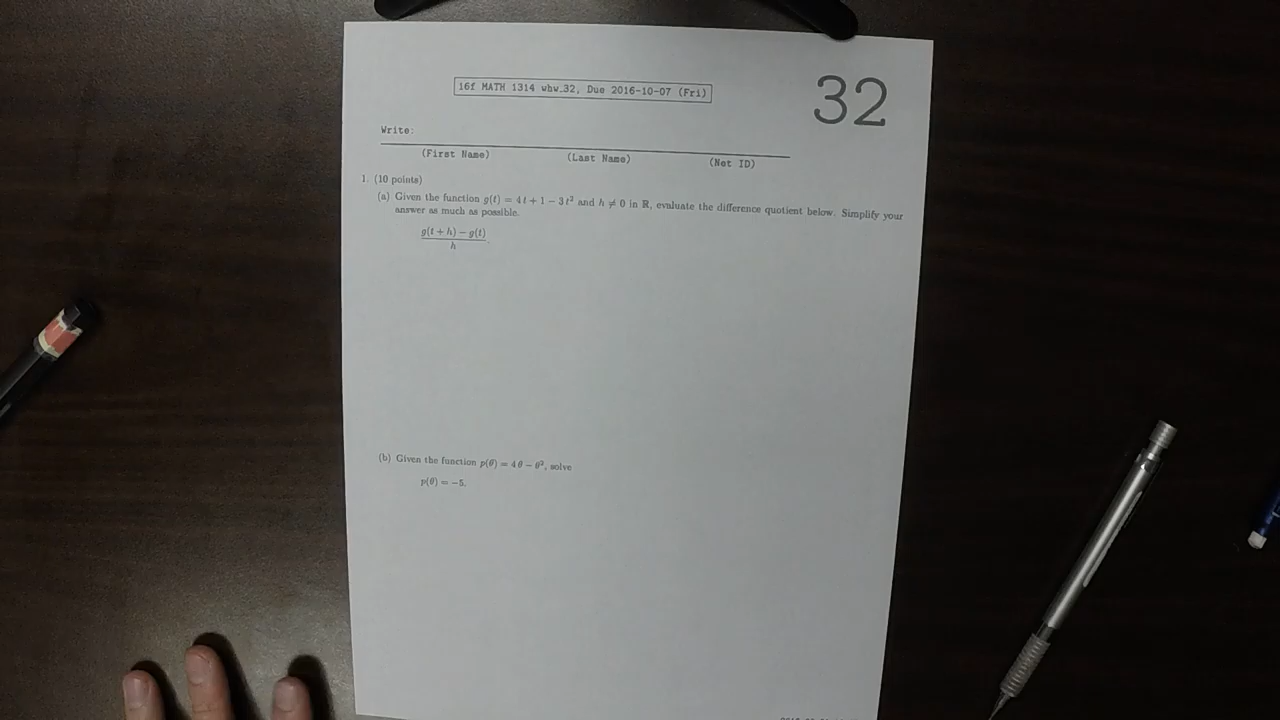 16f MATH 1314 whw.32, Due 2016-10-07 (Fri)
32
Write:
(First Name) (Last Name) (Net ID)
1. (10 points)
(a) Given the function g(t) = 4t + 1 − 3t² and h ≠ 0 in ℝ, evaluate the difference quotient below. Simplify your
answer as much as possible.
g(t + h) − g(t)
h
(b) Given the function p(θ) = 4θ − θ², solve
p(θ) = −5.